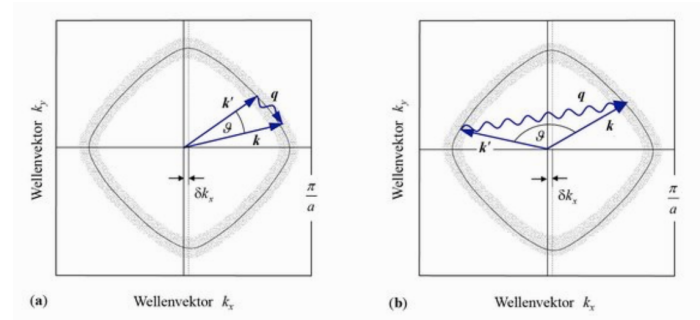 Wellenvektor k_y
k'
q
ϑ
k
δk_x
π/a
(a)
Wellenvektor k_x
Wellenvektor k_y
q
k'
ϑ
k
δk_x
π/a
(b)
Wellenvektor k_x